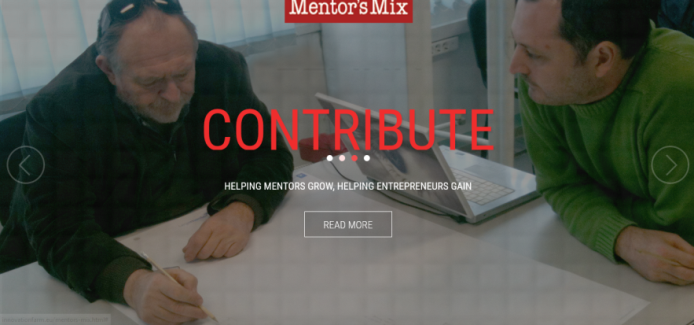 Mentor's Mix
CONTRIBUTE
HELPING MENTORS GROW, HELPING ENTREPRENEURS GAIN
READ MORE